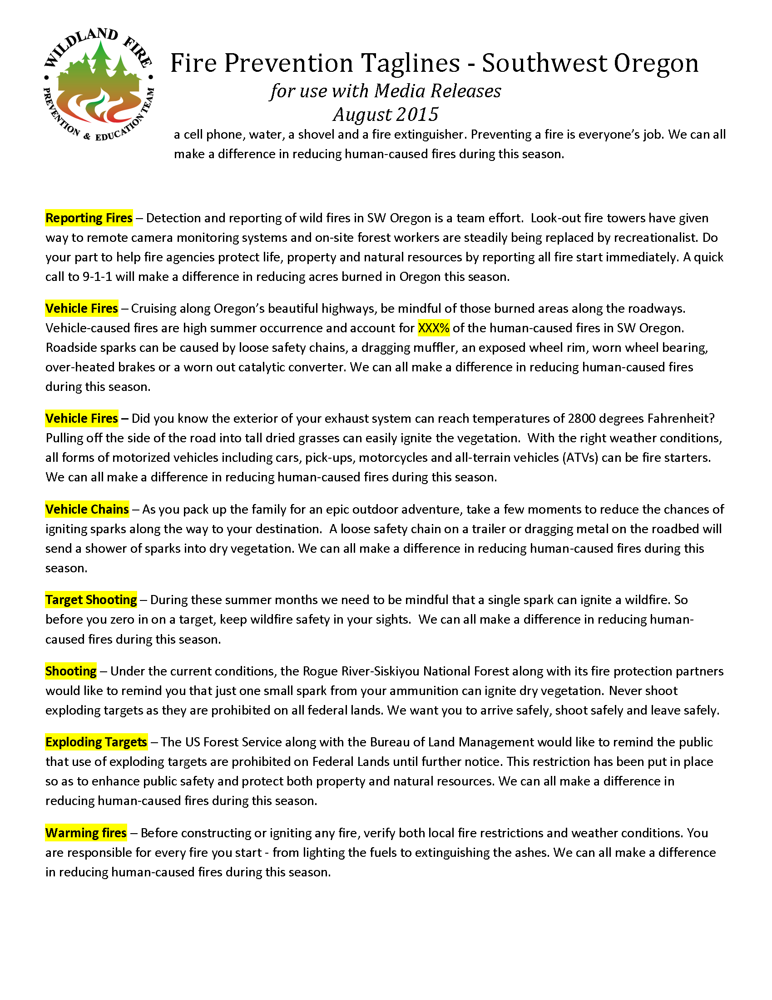 WILDLAND FIRE
PREVENTION & EDUCATION TEAM
Fire Prevention Taglines - Southwest Oregon
for use with Media Releases
August 2015
a cell phone, water, a shovel and a fire extinguisher. Preventing a fire is everyone’s job. We can all
make a difference in reducing human-caused fires during this season.
Reporting Fires – Detection and reporting of wild fires in SW Oregon is a team effort.  Look-out fire towers have given
way to remote camera monitoring systems and on-site forest workers are steadily being replaced by recreationalist. Do
your part to help fire agencies protect life, property and natural resources by reporting all fire start immediately. A quick
call to 9-1-1 will make a difference in reducing acres burned in Oregon this season.
Vehicle Fires – Cruising along Oregon’s beautiful highways, be mindful of those burned areas along the roadways.
Vehicle-caused fires are high summer occurrence and account for XXX% of the human-caused fires in SW Oregon.
Roadside sparks can be caused by loose safety chains, a dragging muffler, an exposed wheel rim, worn wheel bearing,
over-heated brakes or a worn out catalytic converter. We can all make a difference in reducing human-caused fires
during this season.
Vehicle Fires – Did you know the exterior of your exhaust system can reach temperatures of 2800 degrees Fahrenheit?
Pulling off the side of the road into tall dried grasses can easily ignite the vegetation.  With the right weather conditions,
all forms of motorized vehicles including cars, pick-ups, motorcycles and all-terrain vehicles (ATVs) can be fire starters.
We can all make a difference in reducing human-caused fires during this season.
Vehicle Chains – As you pack up the family for an epic outdoor adventure, take a few moments to reduce the chances of
igniting sparks along the way to your destination.  A loose safety chain on a trailer or dragging metal on the roadbed will
send a shower of sparks into dry vegetation. We can all make a difference in reducing human-caused fires during this
season.
Target Shooting – During these summer months we need to be mindful that a single spark can ignite a wildfire. So
before you zero in on a target, keep wildfire safety in your sights.  We can all make a difference in reducing human-
caused fires during this season.
Shooting – Under the current conditions, the Rogue River-Siskiyou National Forest along with its fire protection partners
would like to remind you that just one small spark from your ammunition can ignite dry vegetation. Never shoot
exploding targets as they are prohibited on all federal lands. We want you to arrive safely, shoot safely and leave safely.
Exploding Targets – The US Forest Service along with the Bureau of Land Management would like to remind the public
that use of exploding targets are prohibited on Federal Lands until further notice. This restriction has been put in place
so as to enhance public safety and protect both property and natural resources. We can all make a difference in
reducing human-caused fires during this season.
Warming fires – Before constructing or igniting any fire, verify both local fire restrictions and weather conditions. You
are responsible for every fire you start - from lighting the fuels to extinguishing the ashes. We can all make a difference
in reducing human-caused fires during this season.